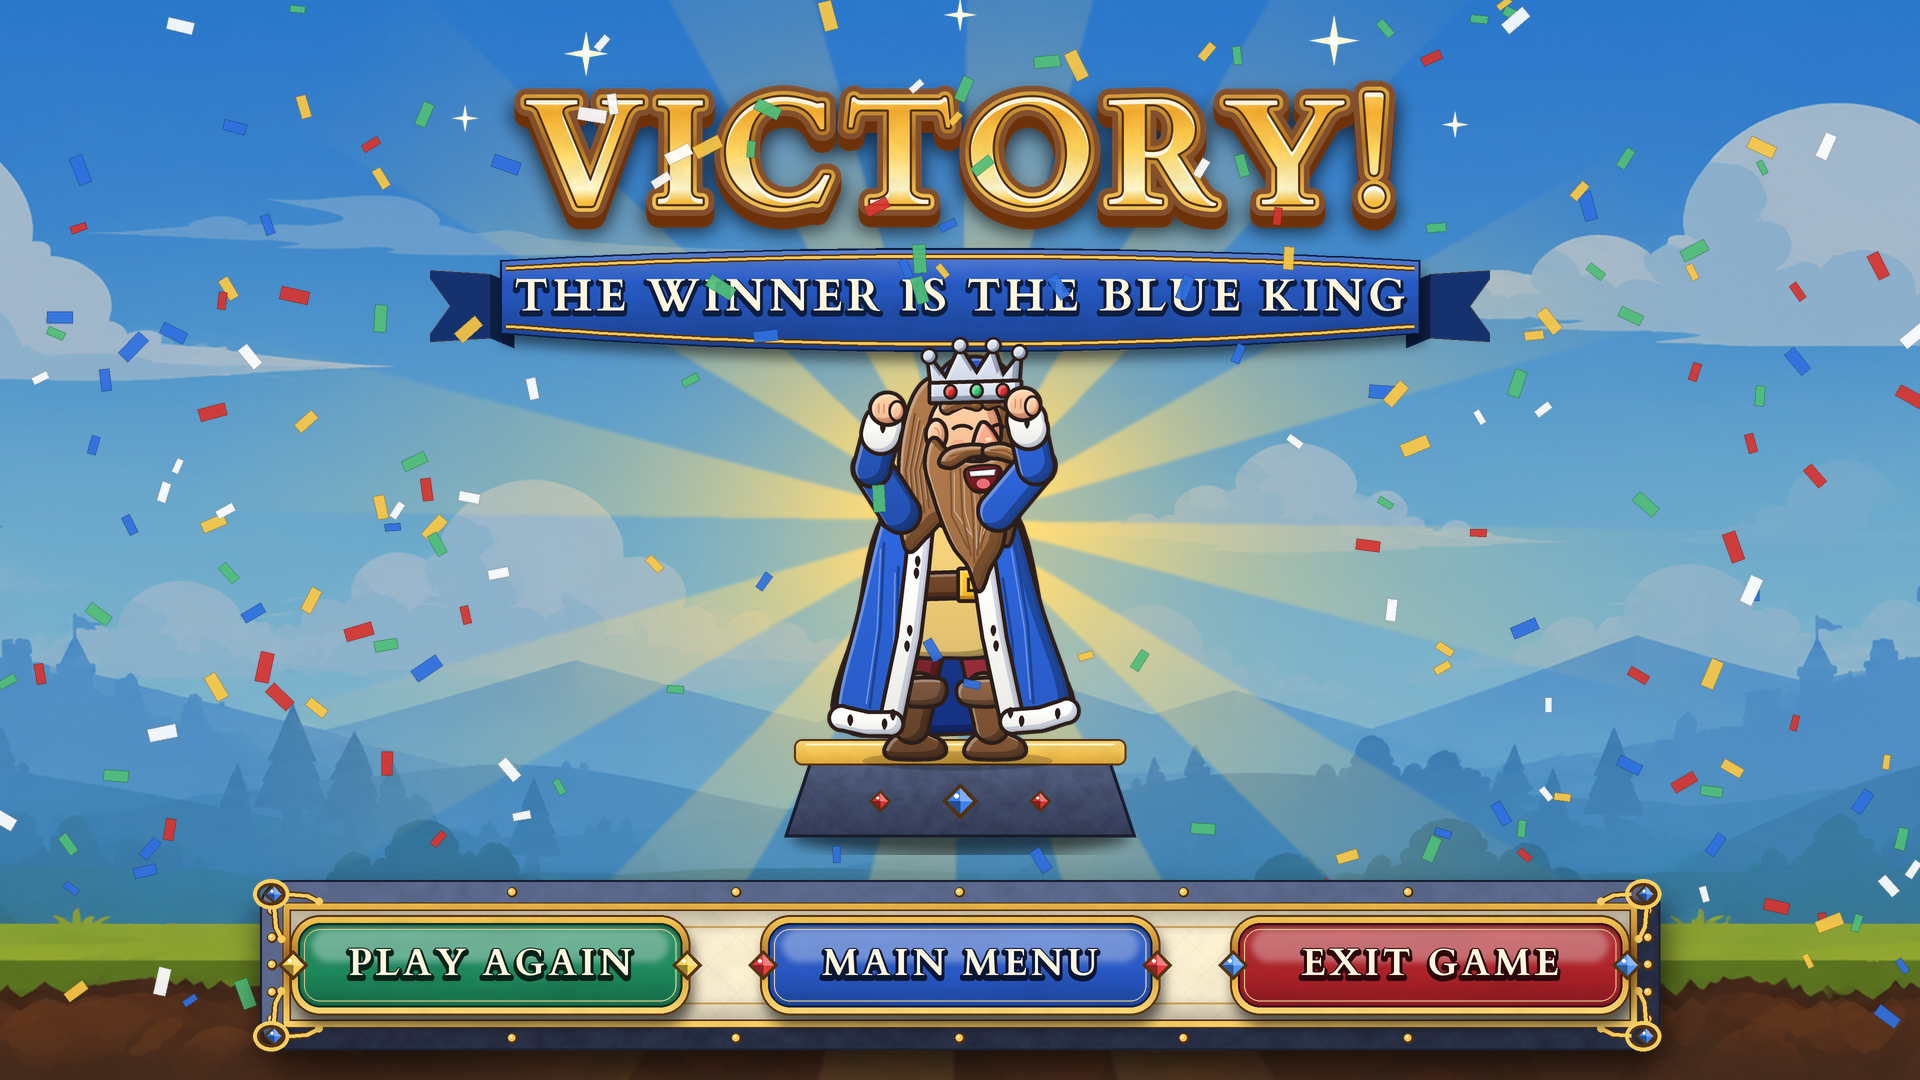 VICTORY!
THE WINNER IS THE BLUE KING
PLAY AGAIN
MAIN MENU
EXIT GAME